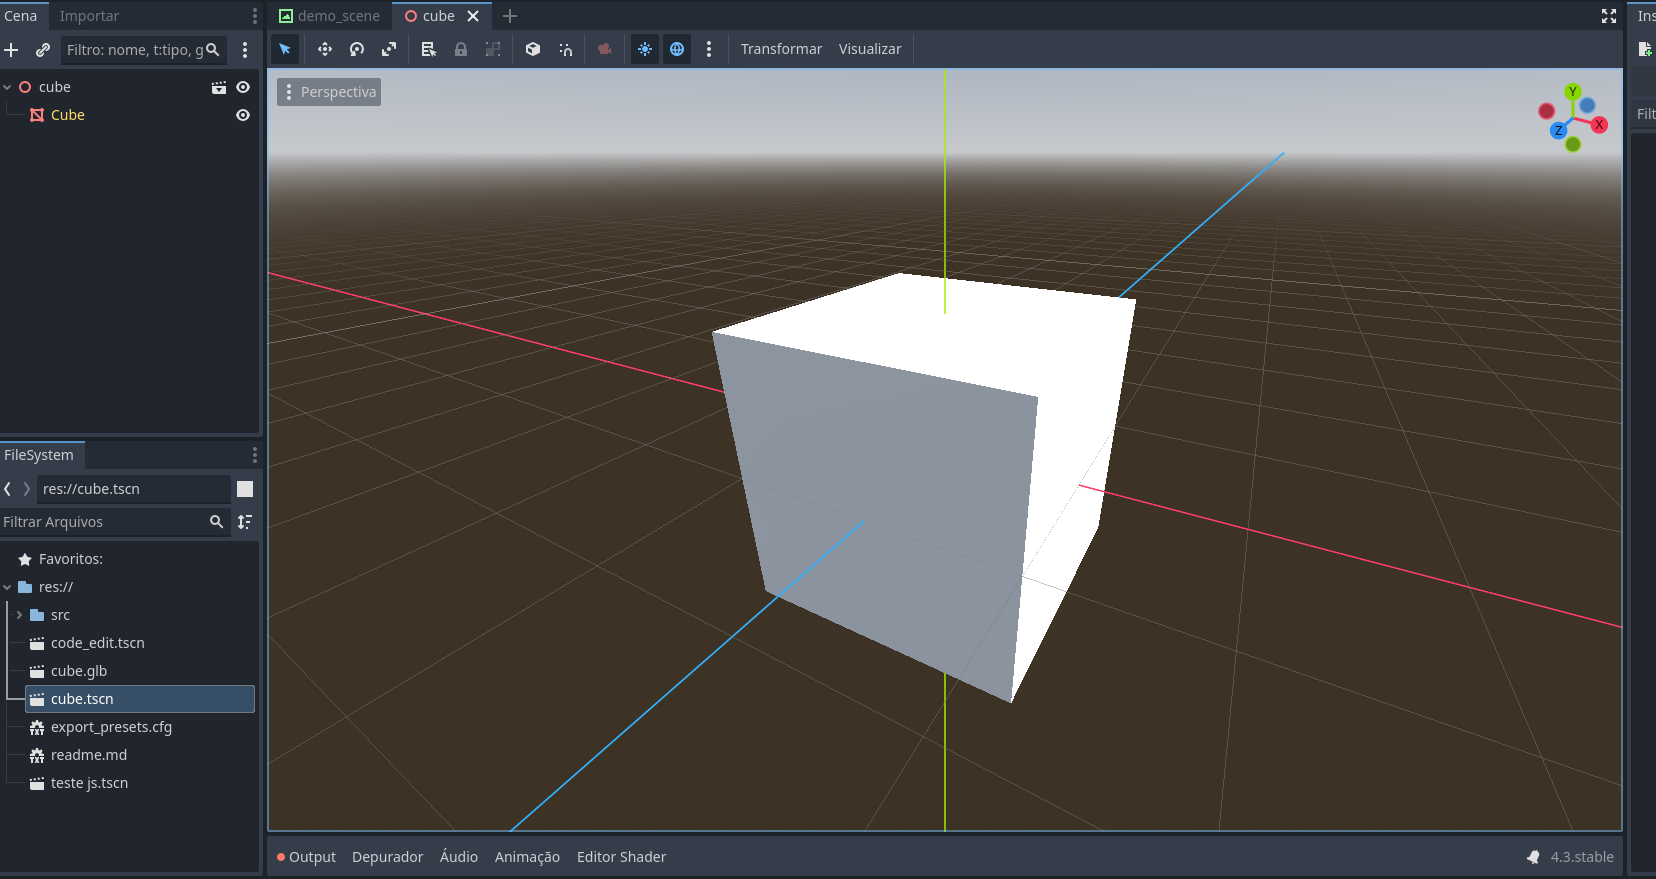 Cena
Importar
Filtro: nome, t:tipo, g
cube
Cube
FileSystem
res://cube.tscn
Filtrar Arquivos
Favoritos:
res://
src
code_edit.tscn
cube.glb
cube.tscn
export_presets.cfg
readme.md
teste js.tscn
demo_scene
cube
Transformar
Visualizar
Perspectiva
Y
X
Z
Output
Depurador
Áudio
Animação
Editor Shader
4.3.stable
Ins
Filt